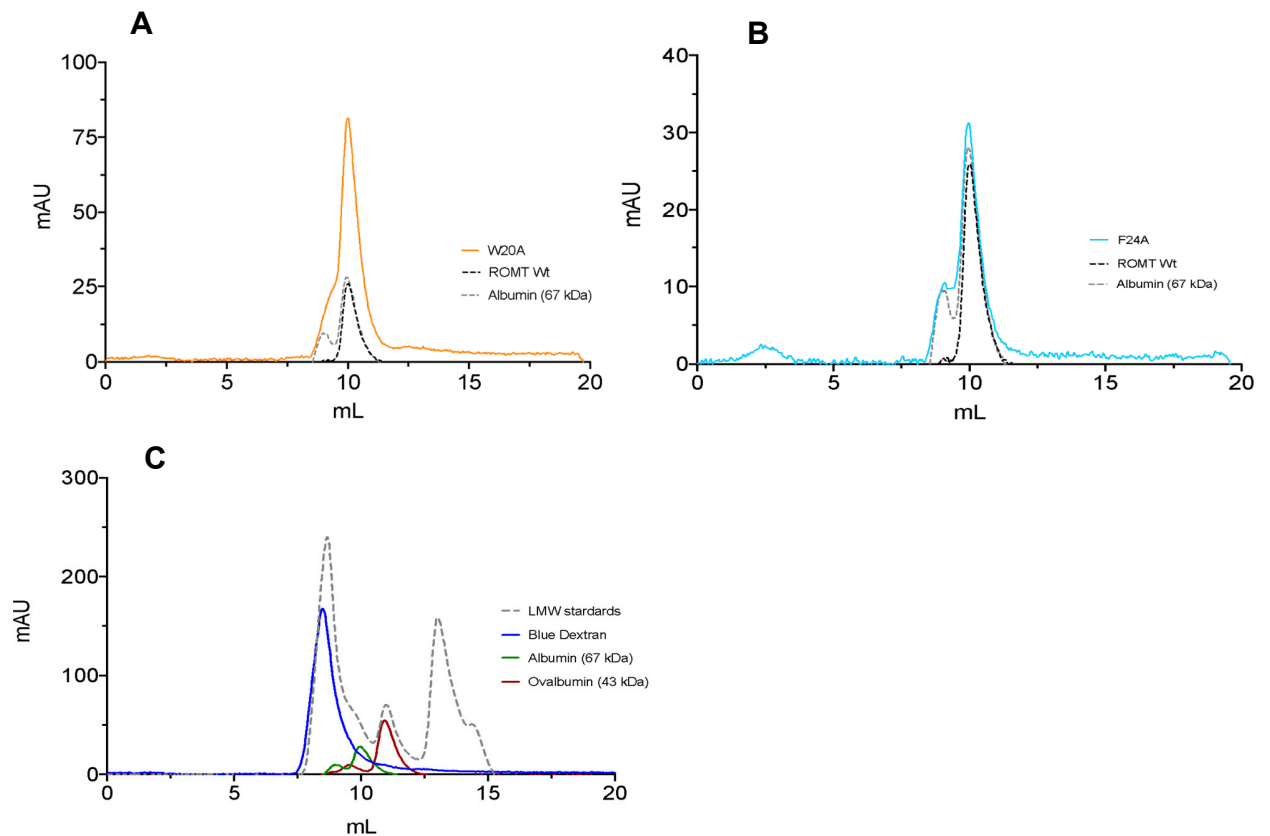 A
100
75
50
25
0
mAU
0 5 10 15 20
mL
W20A
ROMT Wt
Albumin (67 kDa)
B
40
30
20
10
0
mAU
0 5 10 15 20
mL
F24A
ROMT Wt
Albumin (67 kDa)
C
300
200
100
0
mAU
0 5 10 15 20
mL
LMW stardards
Blue Dextran
Albumin (67 kDa)
Ovalbumin (43 kDa)